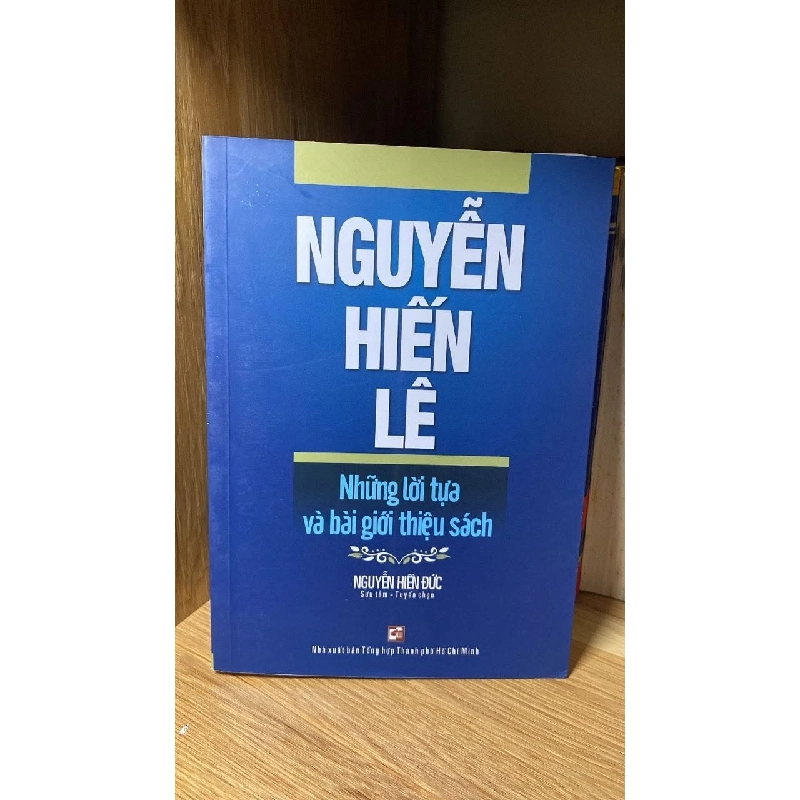 NGUYỄN
HIẾN
LÊ
Những lời tựa
và bài giới thiệu sách
NGUYỄN HIỀN ĐỨC
Sưu tầm - Tuyển chọn
Nhà xuất bản Tổng hợp Thành phố Hồ Chí Minh